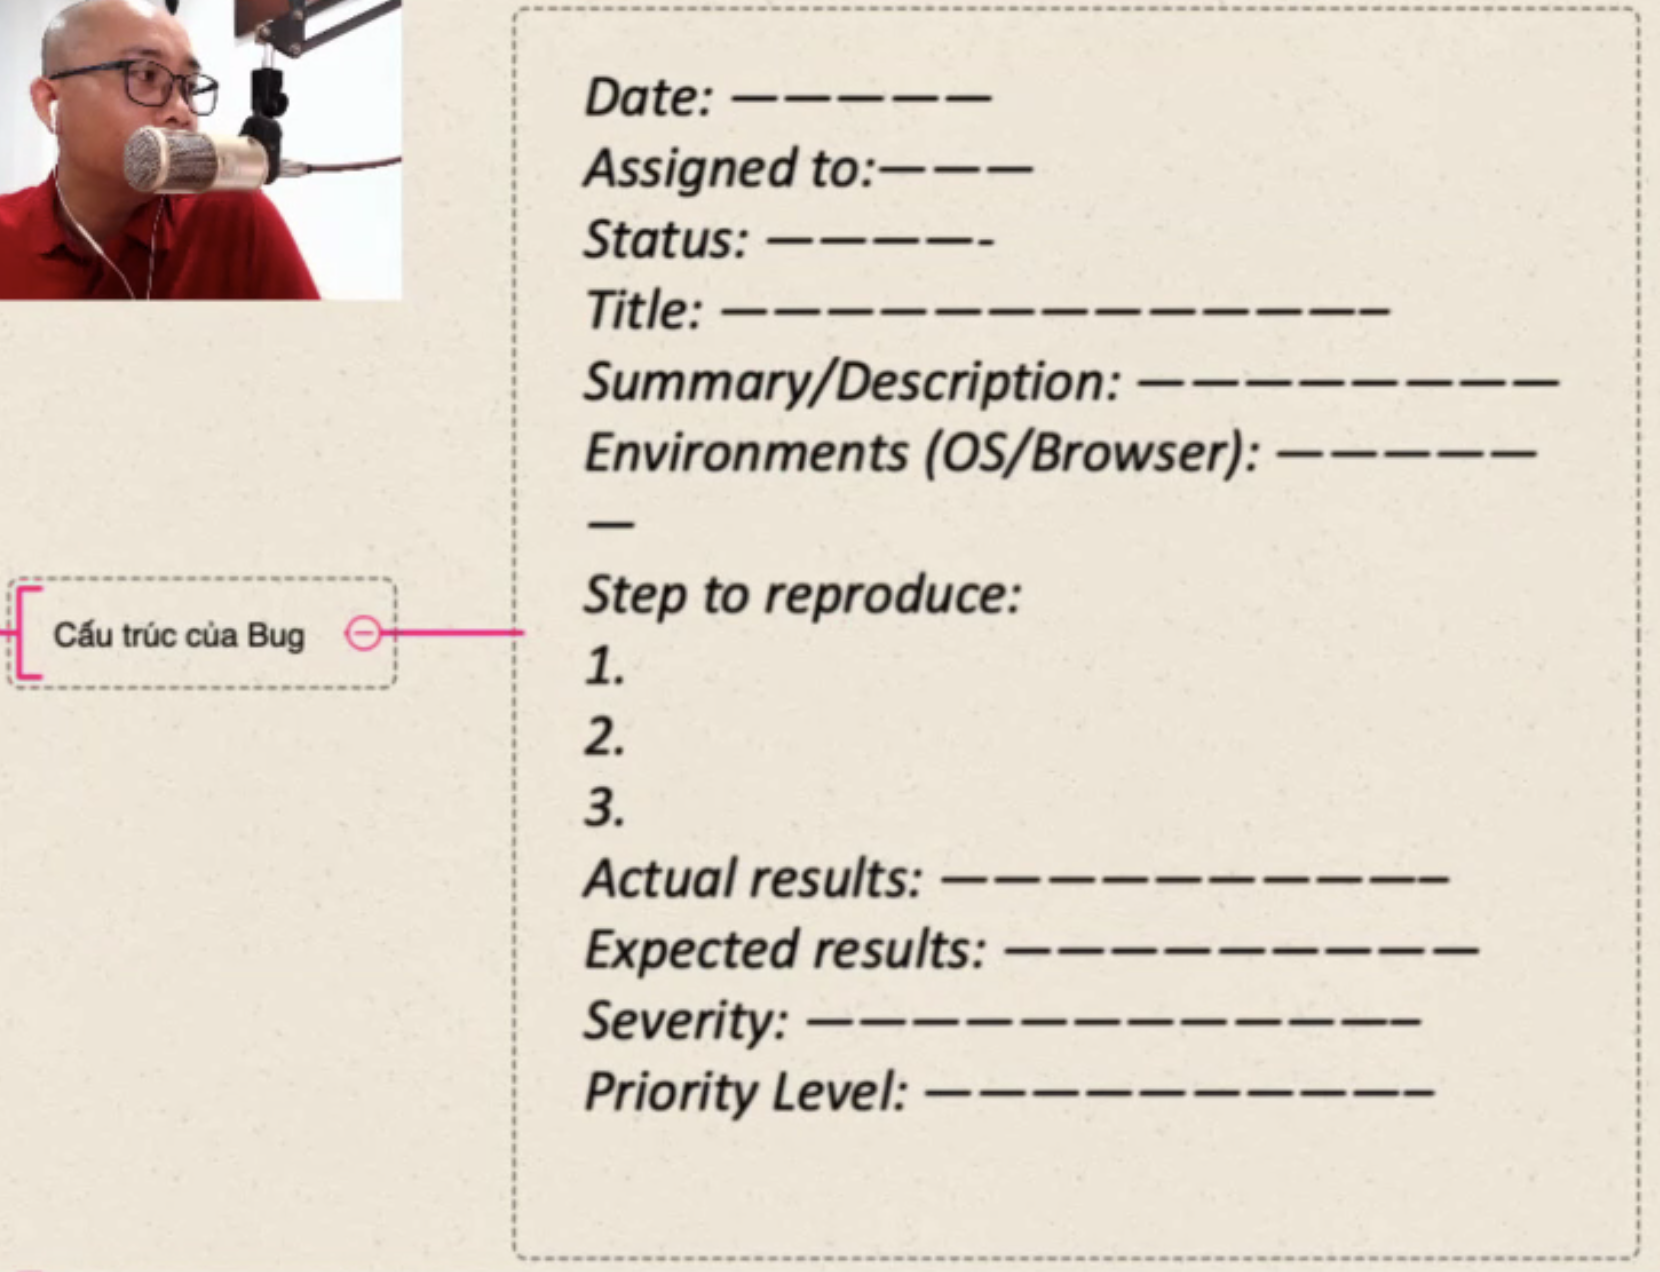 Date: —————
Assigned to:———
Status: ————-
Title: ————————————–
Summary/Description: ————————
Environments (OS/Browser): —————
—
Step to reproduce:
Cấu trúc của Bug
1.
2.
3.
Actual results: —————————–
Expected results: —————————
Severity: ———————————–
Priority Level: —————————–